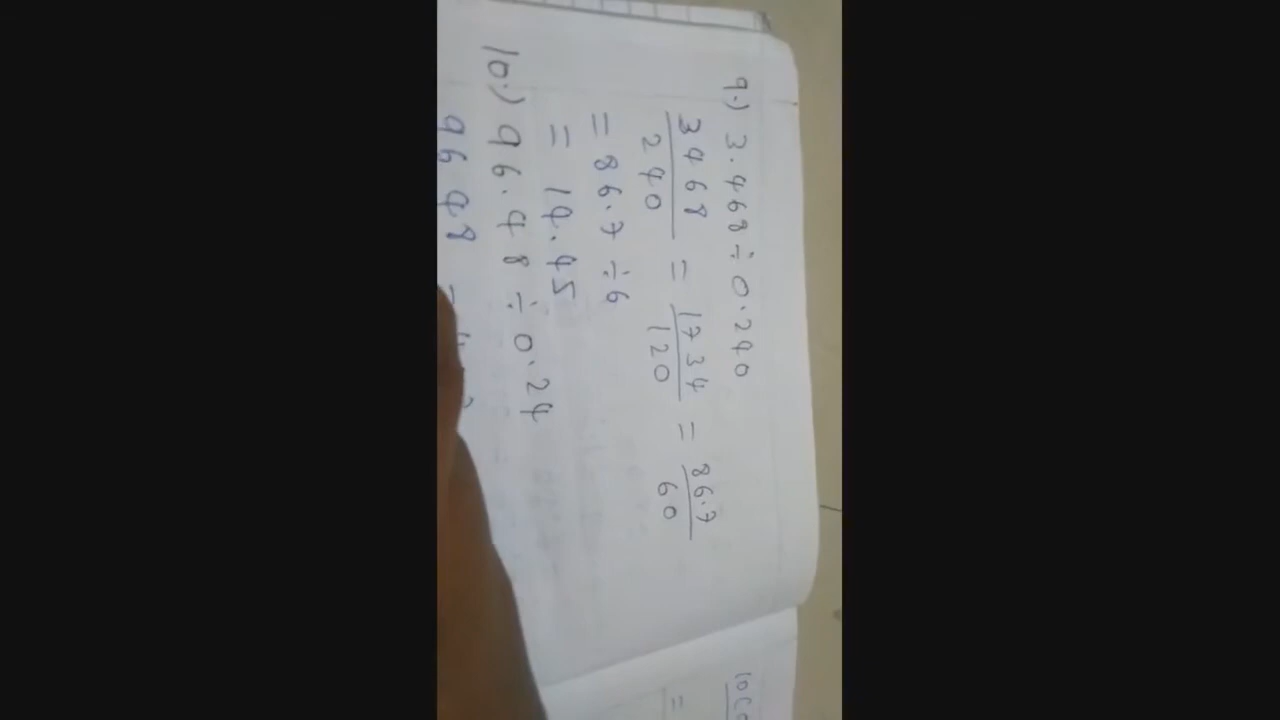 9.) 3.468 ÷ 0.240
3468/240 = 1734/120 = 86.7/60
= 86.7 ÷ 6
= 14.45
10.) 96.48 ÷ 0.24
9648 =